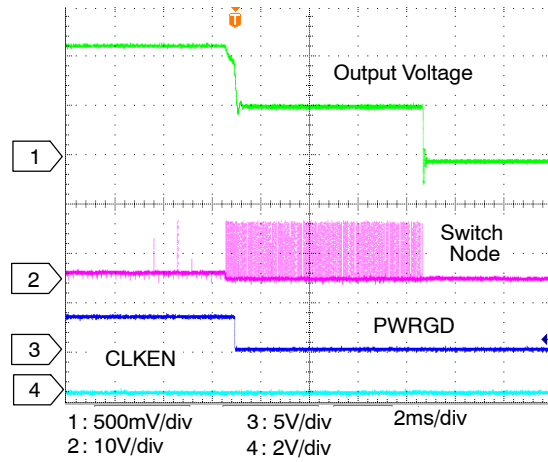 T
Output Voltage
1
Switch
Node
2
PWRGD
3
CLKEN
4
1 : 500mV/div 3 : 5V/div 2ms/div
2 : 10V/div 4 : 2V/div